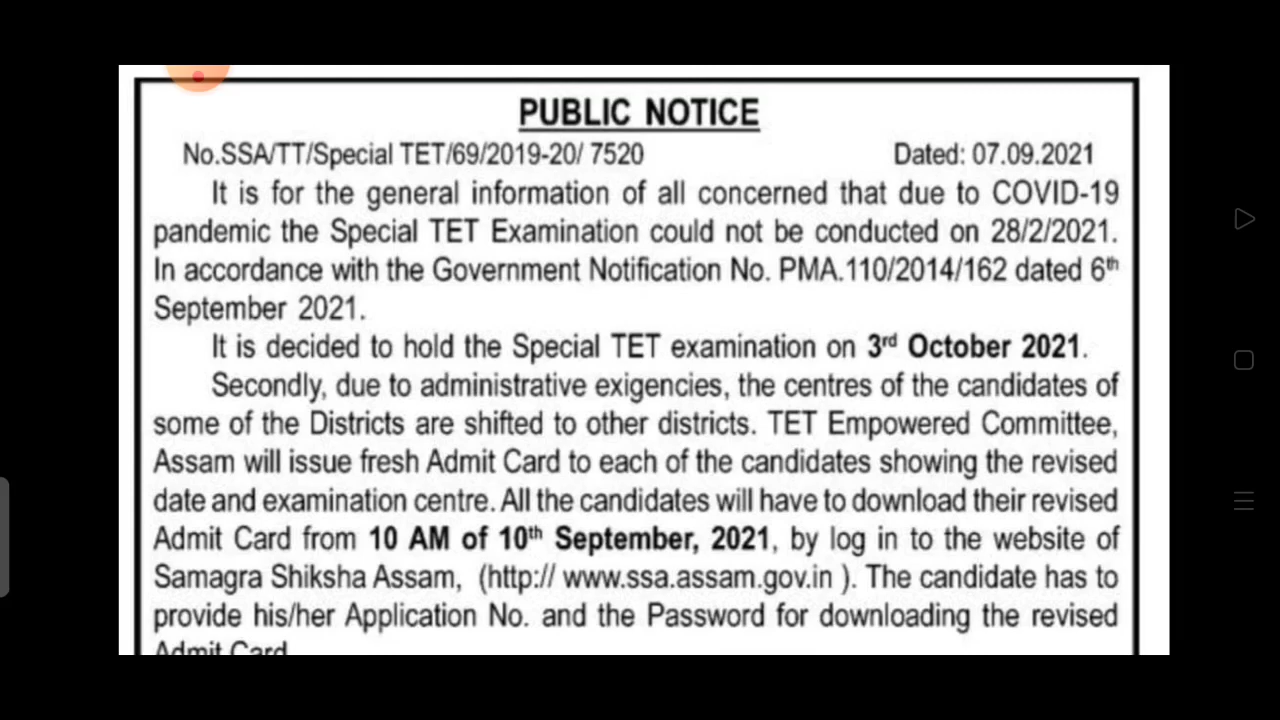 PUBLIC NOTICE
No.SSA/TT/Special TET/69/2019-20/ 7520 Dated: 07.09.2021
It is for the general information of all concerned that due to COVID-19
pandemic the Special TET Examination could not be conducted on 28/2/2021.
In accordance with the Government Notification No. PMA.110/2014/162 dated 6th
September 2021.
It is decided to hold the Special TET examination on 3rd October 2021.
Secondly, due to administrative exigencies, the centres of the candidates of
some of the Districts are shifted to other districts. TET Empowered Committee,
Assam will issue fresh Admit Card to each of the candidates showing the revised
date and examination centre. All the candidates will have to download their revised
Admit Card from 10 AM of 10th September, 2021, by log in to the website of
Samagra Shiksha Assam, (http:// www.ssa.assam.gov.in ). The candidate has to
provide his/her Application No. and the Password for downloading the revised
Admit Card